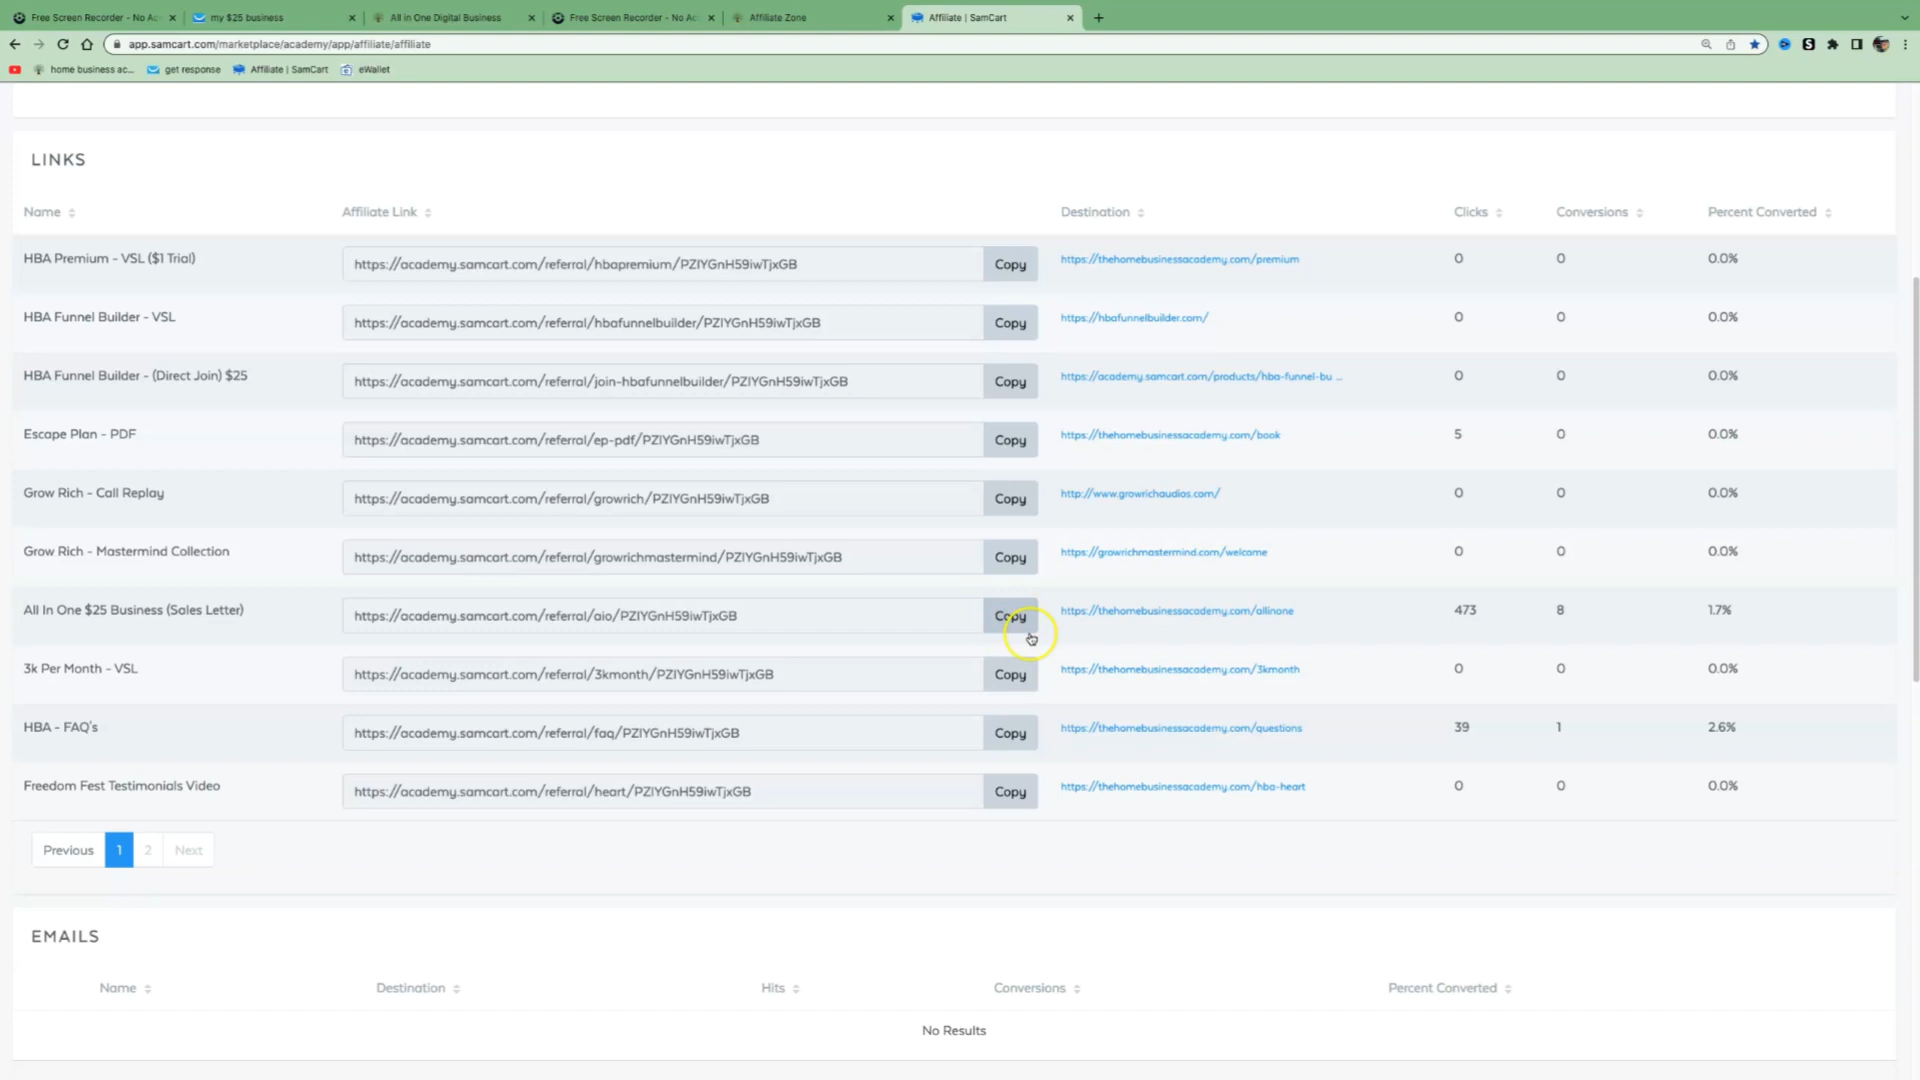 Free Screen Recorder - No Ac
my $25 business
All in One Digital Business
Free Screen Recorder - No Ac
Affiliate Zone
Affiliate | SamCart
app.samcart.com/marketplace/academy/app/affiliate/affiliate
home business ac...
get response
Affiliate | SamCart
eWallet
LINKS
Name Affiliate Link Destination Clicks Conversions Percent Converted
HBA Premium - VSL ($1 Trial) https://academy.samcart.com/referral/hbapremium/PZIYGnH59iwTjxGB Copy https://thehomebusinessacademy.com/premium 0 0 0.0%
HBA Funnel Builder - VSL https://academy.samcart.com/referral/hbafunnelbuilder/PZIYGnH59iwTjxGB Copy https://hbafunnelbuilder.com/ 0 0 0.0%
HBA Funnel Builder - (Direct Join) $25 https://academy.samcart.com/referral/join-hbafunnelbuilder/PZIYGnH59iwTjxGB Copy https://academy.samcart.com/products/hba-funnel-bu ... 0 0 0.0%
Escape Plan - PDF https://academy.samcart.com/referral/ep-pdf/PZIYGnH59iwTjxGB Copy https://thehomebusinessacademy.com/book 5 0 0.0%
Grow Rich - Call Replay https://academy.samcart.com/referral/growrich/PZIYGnH59iwTjxGB Copy http://www.growrichaudios.com/ 0 0 0.0%
Grow Rich - Mastermind Collection https://academy.samcart.com/referral/growrichmastermind/PZIYGnH59iwTjxGB Copy https://growrichmastermind.com/welcome 0 0 0.0%
All In One $25 Business (Sales Letter) https://academy.samcart.com/referral/aio/PZIYGnH59iwTjxGB Copy https://thehomebusinessacademy.com/allinone 473 8 1.7%
3k Per Month - VSL https://academy.samcart.com/referral/3kmonth/PZIYGnH59iwTjxGB Copy https://thehomebusinessacademy.com/3kmonth 0 0 0.0%
HBA - FAQ's https://academy.samcart.com/referral/faq/PZIYGnH59iwTjxGB Copy https://thehomebusinessacademy.com/questions 39 1 2.6%
Freedom Fest Testimonials Video https://academy.samcart.com/referral/heart/PZIYGnH59iwTjxGB Copy https://thehomebusinessacademy.com/hba-heart 0 0 0.0%
Previous 1 2 Next
EMAILS
Name Destination Hits Conversions Percent Converted
No Results